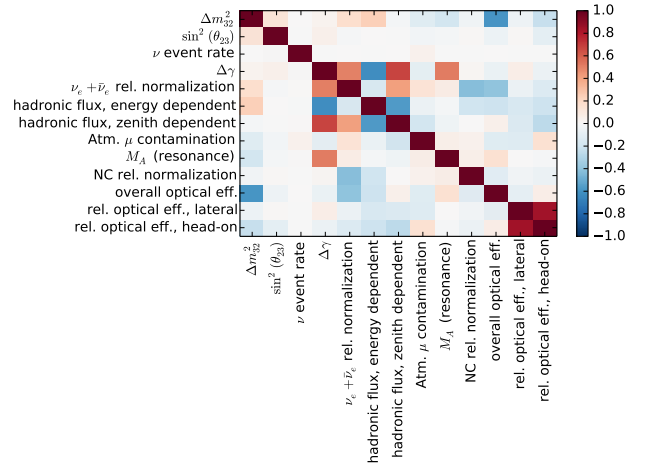 Δm²₃₂
sin² (θ₂₃)
ν event rate
Δγ
νₑ + ν̄ₑ rel. normalization
hadronic flux, energy dependent
hadronic flux, zenith dependent
Atm. μ contamination
M_A (resonance)
NC rel. normalization
overall optical eff.
rel. optical eff., lateral
rel. optical eff., head-on
Δm²₃₂
sin² (θ₂₃)
ν event rate
Δγ
νₑ + ν̄ₑ rel. normalization
hadronic flux, energy dependent
hadronic flux, zenith dependent
Atm. μ contamination
M_A (resonance)
NC rel. normalization
overall optical eff.
rel. optical eff., lateral
rel. optical eff., head-on
1.0
0.8
0.6
0.4
0.2
0.0
−0.2
−0.4
−0.6
−0.8
−1.0